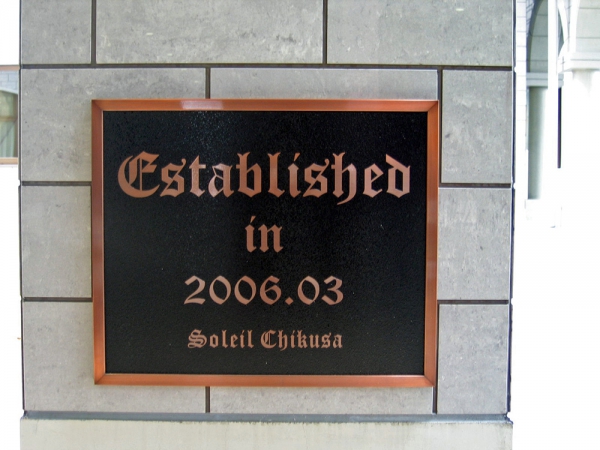 Established
in
2006.03
Soleil Chikusa